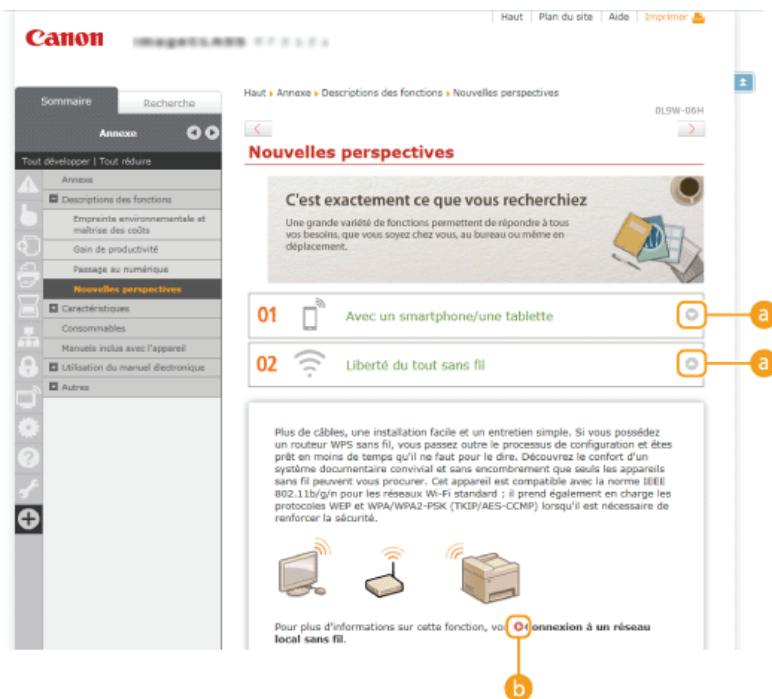 Haut | Plan du site | Aide | Imprimer
Canon
Sommaire
Recherche
Annexe
Tout développer | Tout réduire
Annexe
Descriptions des fonctions
Empreinte environnementale et
maîtrise des coûts
Gain de productivité
Passage au numérique
Nouvelles perspectives
Caractéristiques
Consommables
Manuels inclus avec l'appareil
Utilisation du manuel électronique
Autres
Haut Annexe Descriptions des fonctions Nouvelles perspectives
0L9W-06H
Nouvelles perspectives
C'est exactement ce que vous recherchiez
Une grande variété de fonctions permettent de répondre à tous
vos besoins, que vous soyez chez vous, au bureau ou même en
déplacement.
01 Avec un smartphone/une tablette
a
02 Liberté du tout sans fil
a
Plus de câbles, une installation facile et un entretien simple. Si vous possédez
un routeur WPS sans fil, vous passez outre le processus de configuration et êtes
prêt en moins de temps qu'il ne faut pour le dire. Découvrez le confort d'un
système documentaire convivial et sans encombrement que seuls les appareils
sans fil peuvent vous procurer. Cet appareil est compatible avec la norme IEEE
802.11b/g/n pour les réseaux Wi-Fi standard ; il prend également en charge les
protocoles WEP et WPA/WPA2-PSK (TKIP/AES-CCMP) lorsqu'il est nécessaire de
renforcer la sécurité.
Pour plus d'informations sur cette fonction, vo onnexion à un réseau
local sans fil.
b